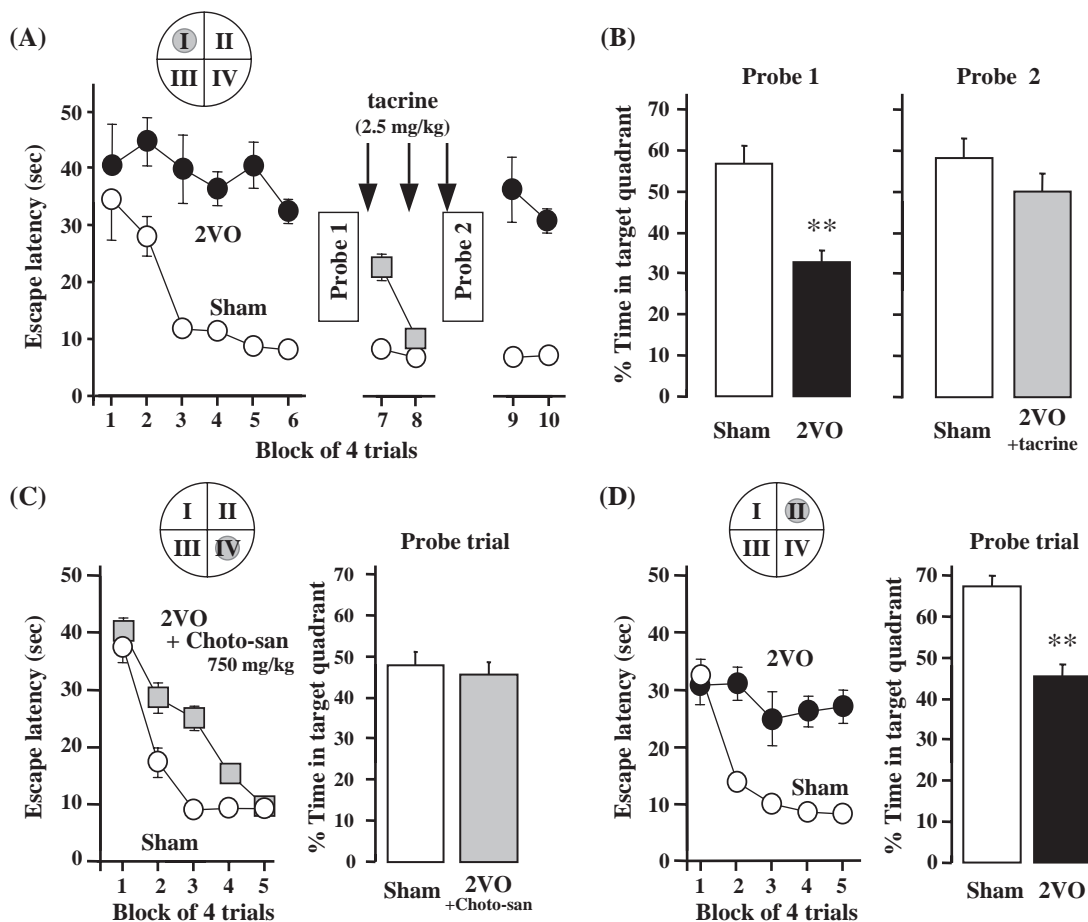 (A)
I II
III IV
Escape latency (sec)
50
40
30
20
10
0
2VO
Sham
tacrine
(2.5 mg/kg)
Probe 1
Probe 2
1 2 3 4 5 6 7 8 9 10
Block of 4 trials
(B)
Probe 1
Probe 2
% Time in target quadrant
70
60
50
40
30
20
10
0
**
Sham 2VO
Sham 2VO
+tacrine
(C)
I II
III IV
Escape latency (sec)
50
40
30
20
10
0
2VO
+ Choto-san
750 mg/kg
Sham
1 2 3 4 5
Block of 4 trials
Probe trial
% Time in target quadrant
70
60
50
40
30
20
10
0
Sham 2VO
+Choto-san
(D)
I II
III IV
Escape latency (sec)
50
40
30
20
10
0
2VO
Sham
1 2 3 4 5
Block of 4 trials
Probe trial
% Time in target quadrant
70
60
50
40
30
20
10
0
**
Sham 2VO